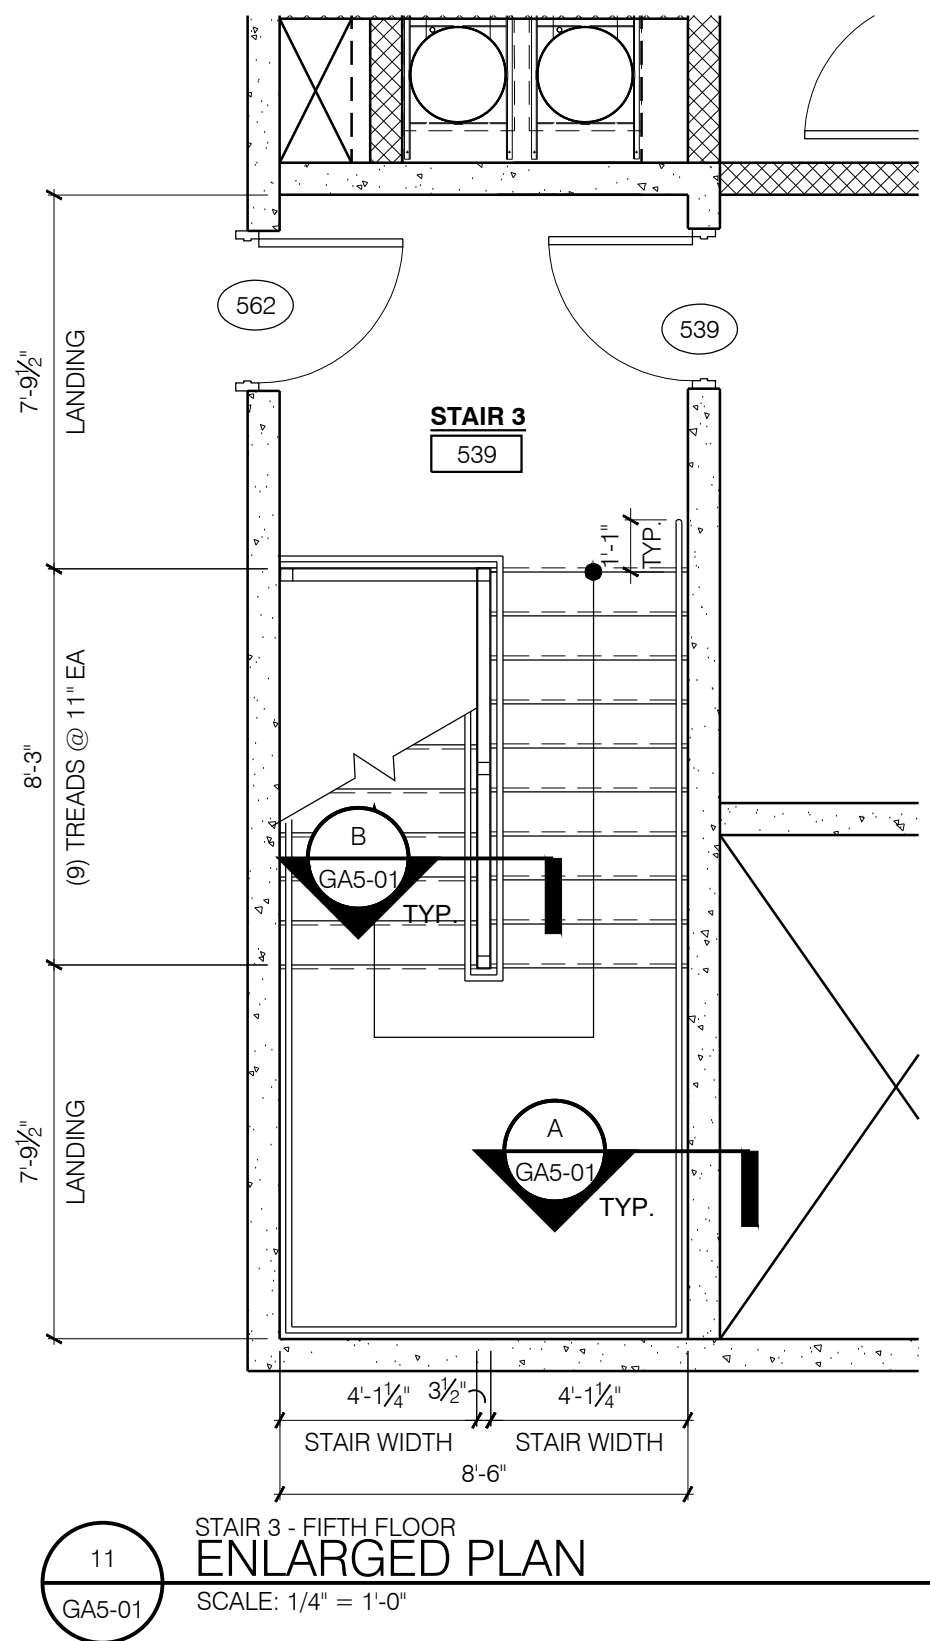 562
539
7'-9½"
LANDING
STAIR 3
539
1'-1"
TYP.
8'-3"
(9) TREADS @ 11" EA
B
GA5-01
TYP.
7'-9½"
LANDING
A
GA5-01
TYP.
4'-1¼" 3½" 4'-1¼"
STAIR WIDTH STAIR WIDTH
8'-6"
STAIR 3 - FIFTH FLOOR
11 ENLARGED PLAN
GA5-01 SCALE: 1/4" = 1'-0"